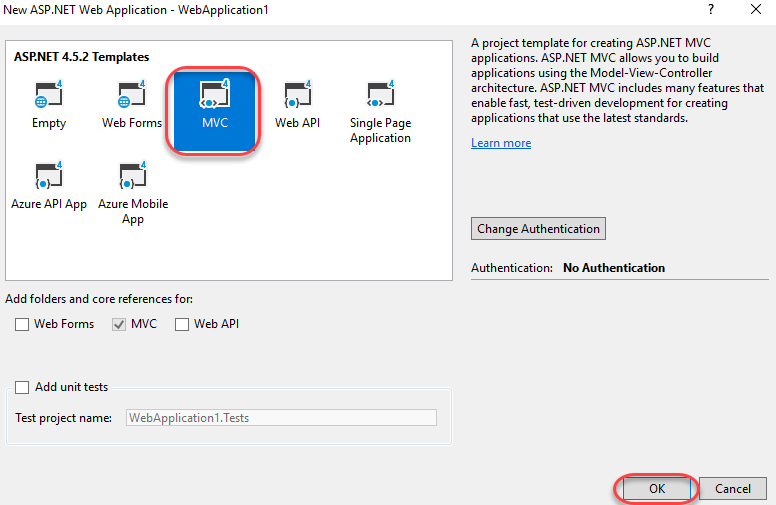 New ASP.NET Web Application - WebApplication1
?
ASP.NET 4.5.2 Templates
4 4 4 4 4
Empty Web Forms MVC Web API Single Page
Application
4 4
Azure API App Azure Mobile
App
A project template for creating ASP.NET MVC
applications. ASP.NET MVC allows you to build
applications using the Model-View-Controller
architecture. ASP.NET MVC includes many features that
enable fast, test-driven development for creating
applications that use the latest standards.
Learn more
Change Authentication
Authentication: No Authentication
Add folders and core references for:
Web Forms MVC Web API
Add unit tests
Test project name: WebApplication1.Tests
OK Cancel